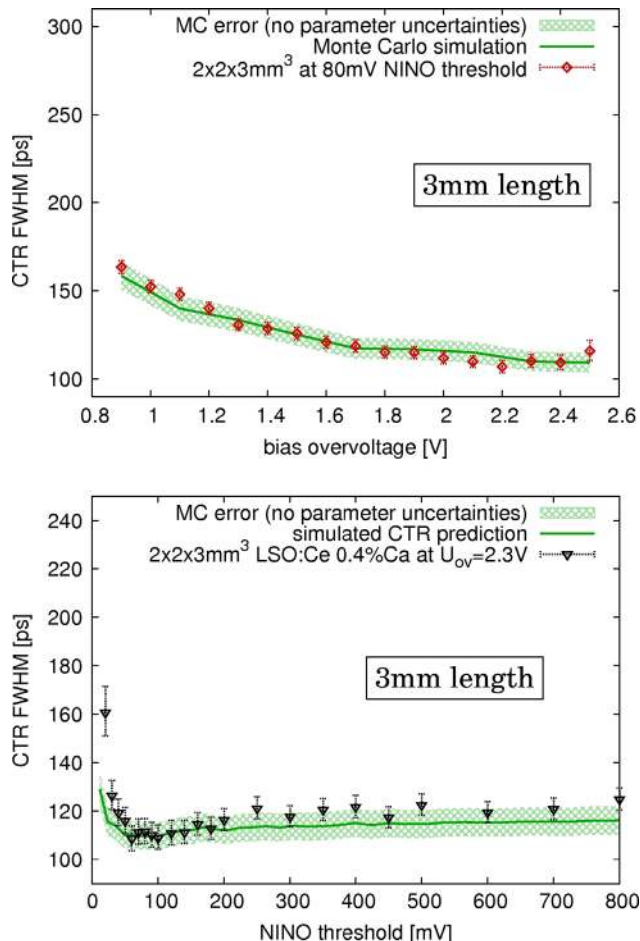 300
250
200
150
100
CTR FWHM [ps]
MC error (no parameter uncertainties)
Monte Carlo simulation
2x2x3mm³ at 80mV NINO threshold
3mm length
0.8 1 1.2 1.4 1.6 1.8 2 2.2 2.4 2.6
bias overvoltage [V]
240
220
200
180
160
140
120
100
CTR FWHM [ps]
MC error (no parameter uncertainties)
simulated CTR prediction
2x2x3mm³ LSO:Ce 0.4%Ca at U_ov=2.3V
3mm length
0 100 200 300 400 500 600 700 800
NINO threshold [mV]